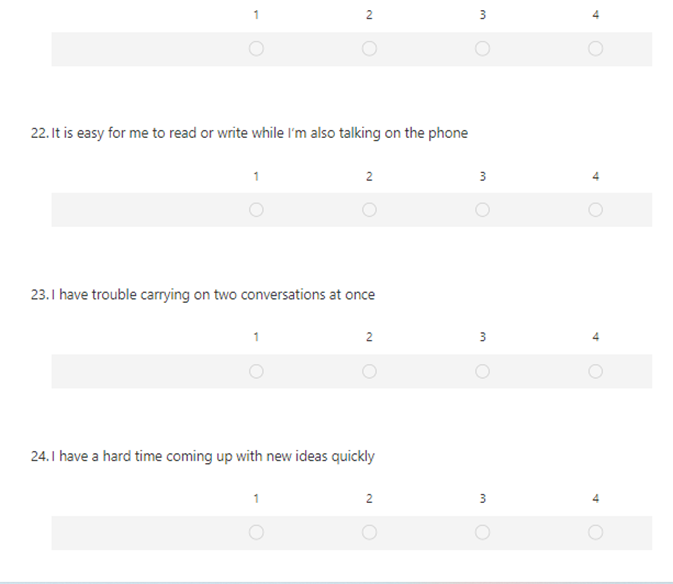 1 2 3 4
22. It is easy for me to read or write while I'm also talking on the phone
1 2 3 4
23. I have trouble carrying on two conversations at once
1 2 3 4
24. I have a hard time coming up with new ideas quickly
1 2 3 4